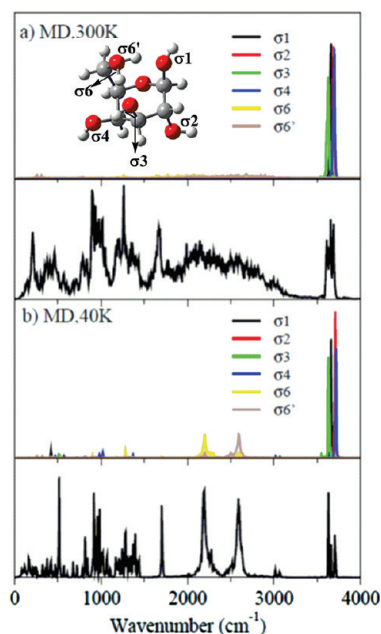 a) MD,300K
σ6'
σ1
σ6
σ4
σ2
σ3
σ1
σ2
σ3
σ4
σ6
σ6'
b) MD,40K
σ1
σ2
σ3
σ4
σ6
σ6'
0 1000 2000 3000 4000
Wavenumber (cm⁻¹)